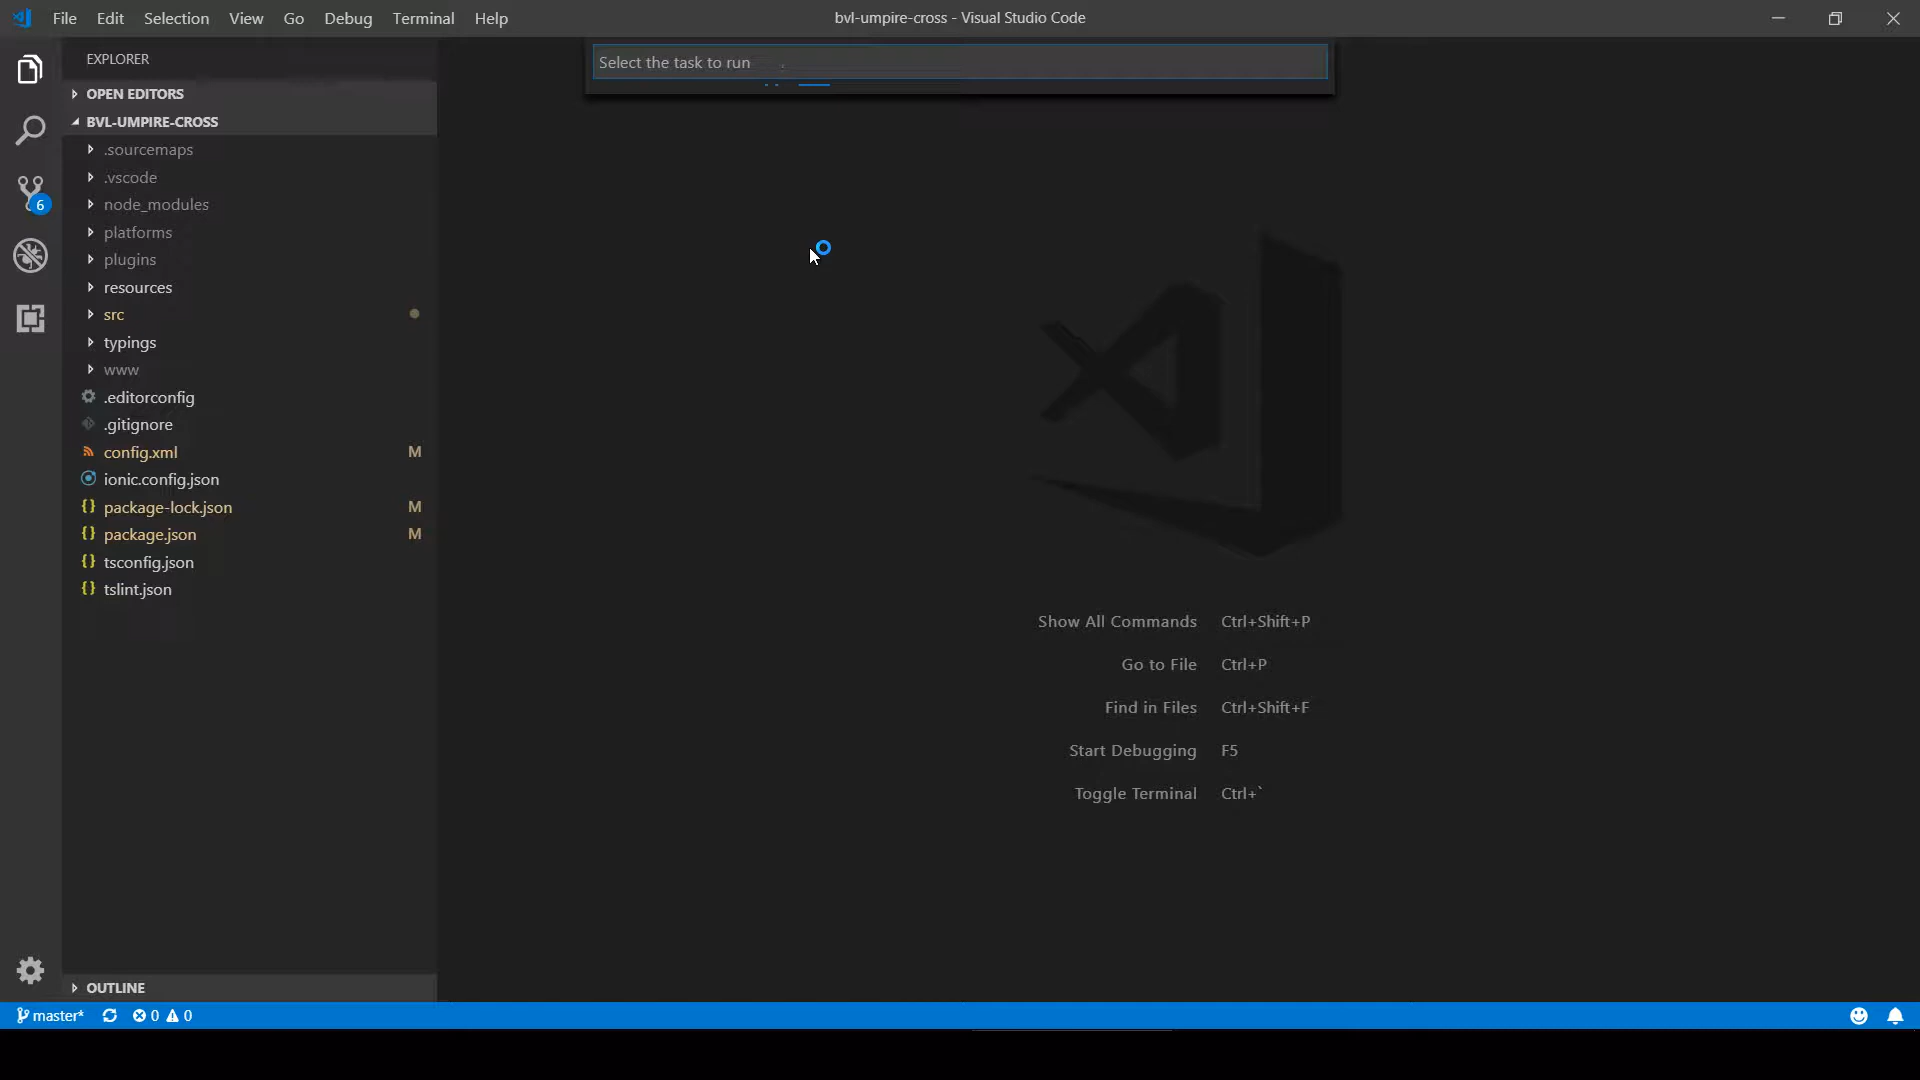 File Edit Selection View Go Debug Terminal Help
bvl-umpire-cross - Visual Studio Code
EXPLORER
Select the task to run
OPEN EDITORS
BVL-UMPIRE-CROSS
.sourcemaps
.vscode
node_modules
6
platforms
plugins
resources
src
typings
www
.editorconfig
.gitignore
config.xml M
ionic.config.json
package-lock.json M
package.json M
tsconfig.json
tslint.json
Show All Commands Ctrl+Shift+P
Go to File Ctrl+P
Find in Files Ctrl+Shift+F
Start Debugging F5
Toggle Terminal Ctrl+`
OUTLINE
master* 0 0